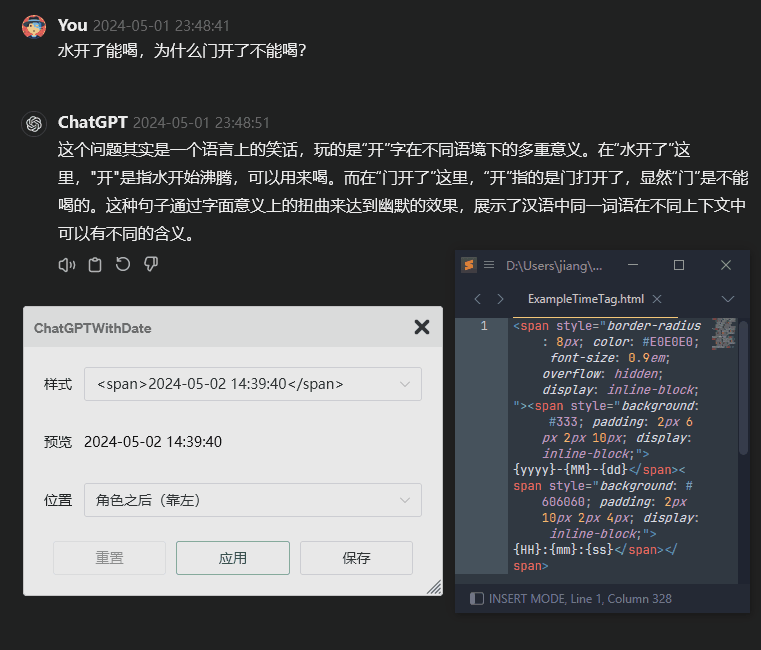 You 2024-05-01 23:48:41
水开了能喝，为什么门开了不能喝？
ChatGPT 2024-05-01 23:48:51
这个问题其实是一个语言上的笑话，玩的是"开"字在不同语境下的多重意义。在"水开了"这
里，"开"是指水开始沸腾，可以用来喝。而在"门开了"这里，"开"指的是门打开了，显然"门"是不能
喝的。这种句子通过字面意义上的扭曲来达到幽默的效果，展示了汉语中同一词语在不同上下文中
可以有不同的含义。
ChatGPTWithDate
样式 <span>2024-05-02 14:39:40</span>
预览 2024-05-02 14:39:40
位置 角色之后（靠左）
重置 应用 保存
D:\Users\jiang\...
ExampleTimeTag.html
1 <span style="border-radius
: 8px; color: #E0E0E0;
font-size: 0.9em;
overflow: hidden;
display: inline-block;
"><span style="background:
#333; padding: 2px 6
px 2px 10px; display:
inline-block;">
{yyyy}-{MM}-{dd}</span><
span style="background: #
606060; padding: 2px
10px 2px 4px; display:
inline-block;">
{HH}:{mm}:{ss}</span></
span>
INSERT MODE, Line 1, Column 328